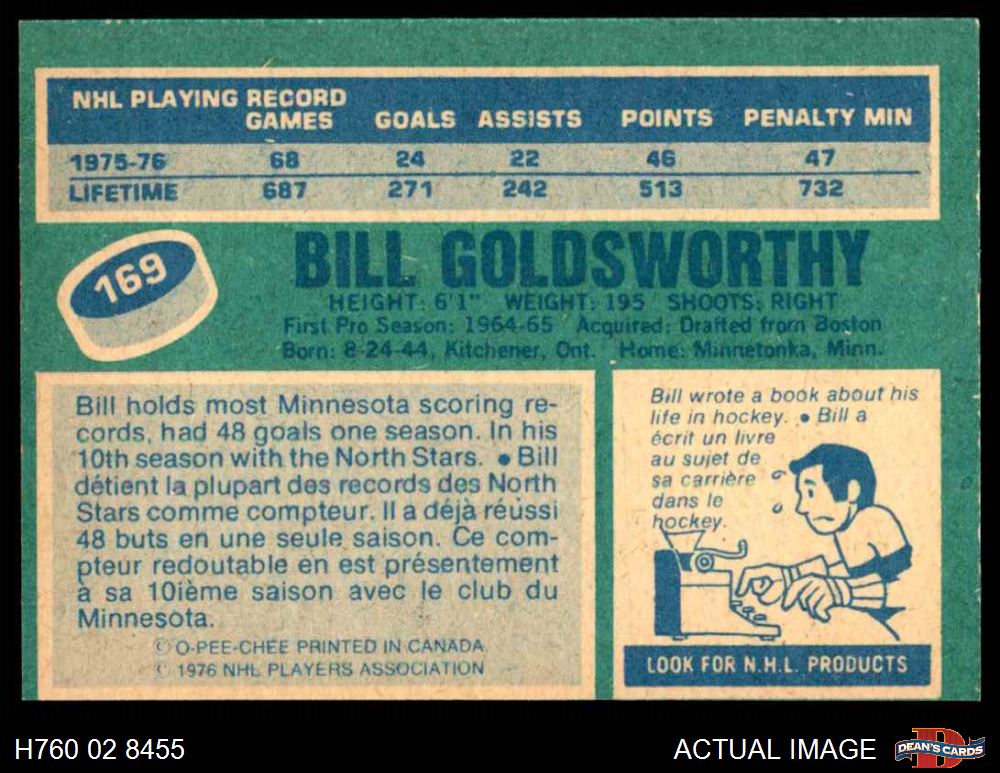 NHL PLAYING RECORD
GAMES GOALS ASSISTS POINTS PENALTY MIN
1975-76 68 24 22 46 47
LIFETIME 687 271 242 513 732
169
BILL GOLDSWORTHY
HEIGHT: 6'1" WEIGHT: 195 SHOOTS: RIGHT
First Pro Season: 1964-65 Acquired: Drafted from Boston
Born: 8-24-44, Kitchener, Ont. Home: Minnetonka, Minn.
Bill holds most Minnesota scoring re-
cords, had 48 goals one season. In his
10th season with the North Stars. ● Bill
détient la plupart des records des North
Stars comme compteur. Il a déjà réussi
48 buts en une seule saison. Ce com-
pteur redoutable en est présentement
à sa 10ième saison avec le club du
Minnesota.
© O-PEE-CHEE PRINTED IN CANADA
© 1976 NHL PLAYERS ASSOCIATION
Bill wrote a book about his
life in hockey. ● Bill a
écrit un livre
au sujet de
sa carrière
dans le
hockey.
LOOK FOR N.H.L. PRODUCTS
H760 02 8455
ACTUAL IMAGE
DEAN'S CARDS